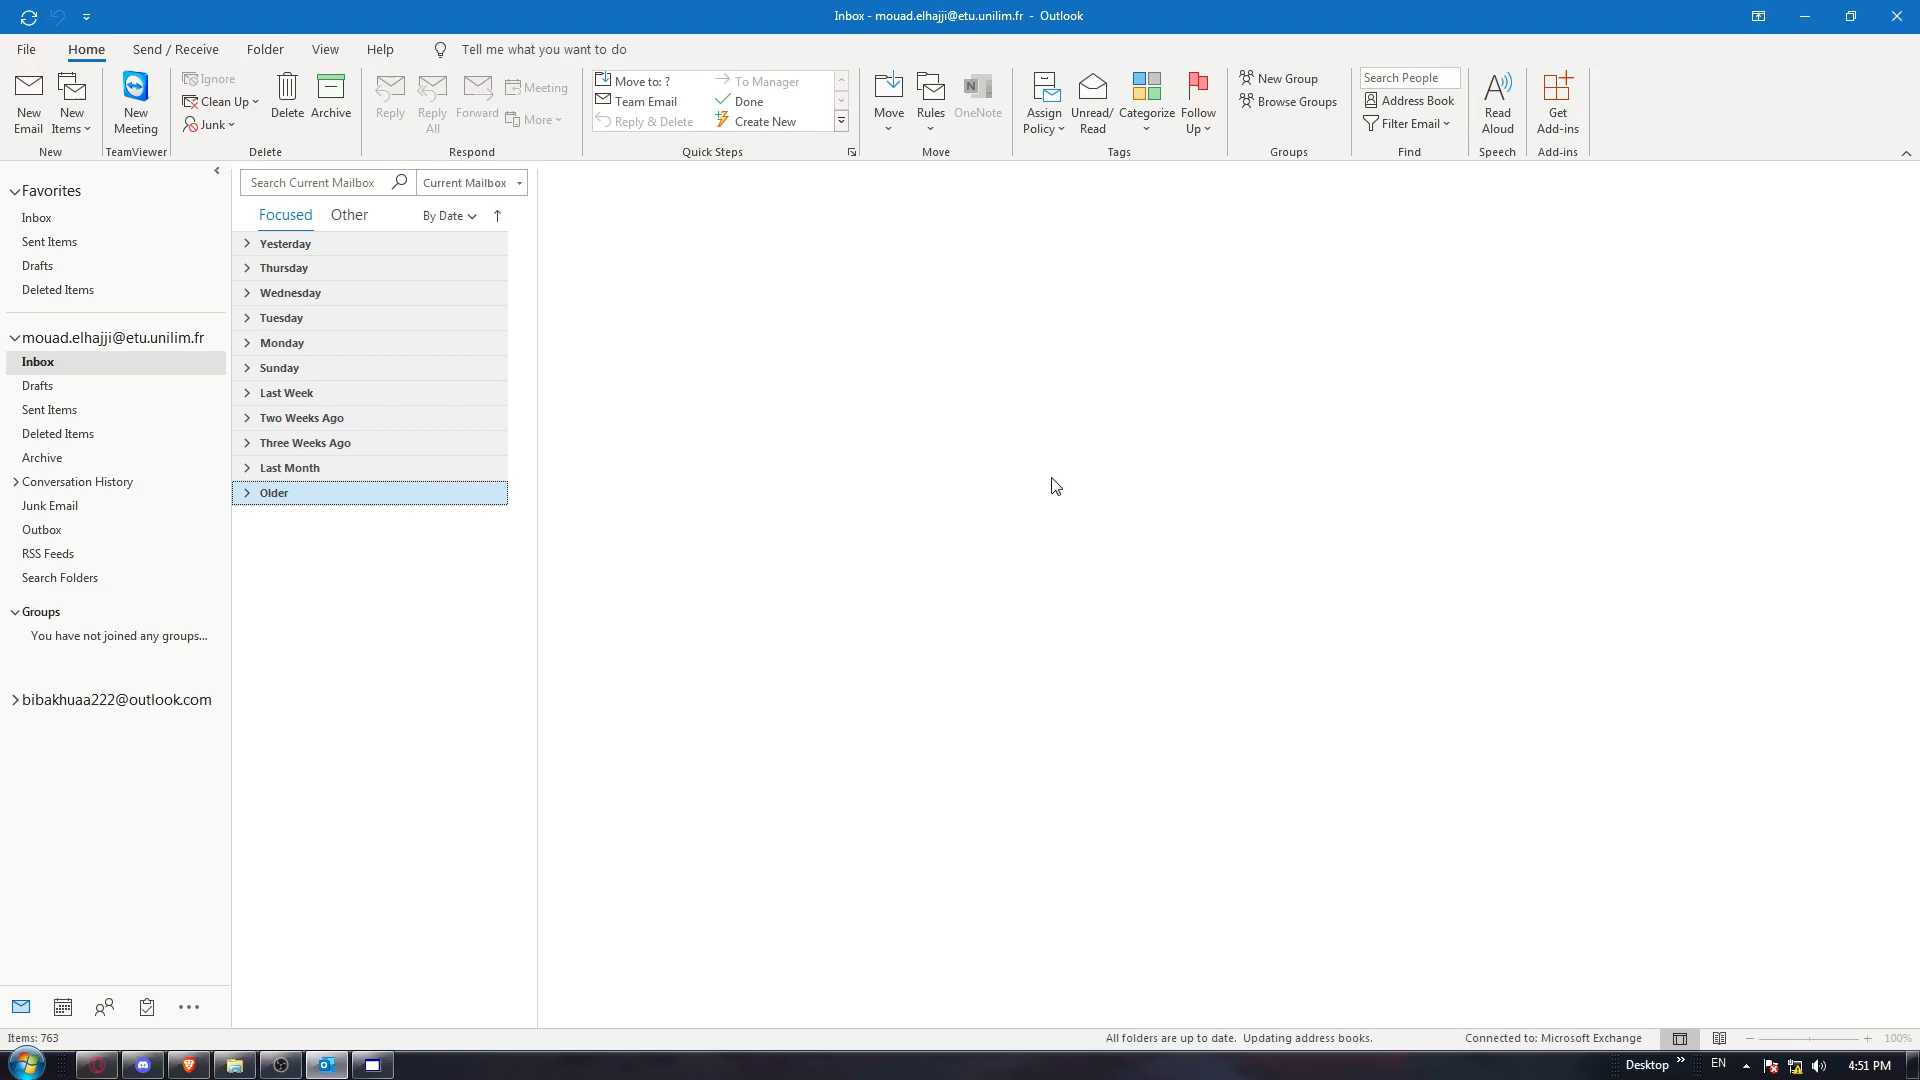 Inbox - mouad.elhajji@etu.unilim.fr - Outlook
File Home Send / Receive Folder View Help Tell me what you want to do
New Email
New Items
New
New Meeting
TeamViewer
Ignore
Clean Up
Junk
Delete
Archive
Delete
Reply
Reply All
Forward
Meeting
More
Respond
Move to: ?
Team Email
Reply & Delete
To Manager
Done
Create New
Quick Steps
Move
Rules
OneNote
Move
Assign Policy
Unread/ Read
Categorize
Follow Up
Tags
New Group
Browse Groups
Groups
Search People
Address Book
Filter Email
Find
Read Aloud
Speech
Get Add-ins
Add-ins
Favorites
Inbox
Sent Items
Drafts
Deleted Items
mouad.elhajji@etu.unilim.fr
Inbox
Drafts
Sent Items
Deleted Items
Archive
Conversation History
Junk Email
Outbox
RSS Feeds
Search Folders
Groups
You have not joined any groups...
bibakhuaa222@outlook.com
Search Current Mailbox Current Mailbox
Focused Other By Date
Yesterday
Thursday
Wednesday
Tuesday
Monday
Sunday
Last Week
Two Weeks Ago
Three Weeks Ago
Last Month
Older
Items: 763
All folders are up to date. Updating address books.
Connected to: Microsoft Exchange
100%
Desktop
EN
4:51 PM